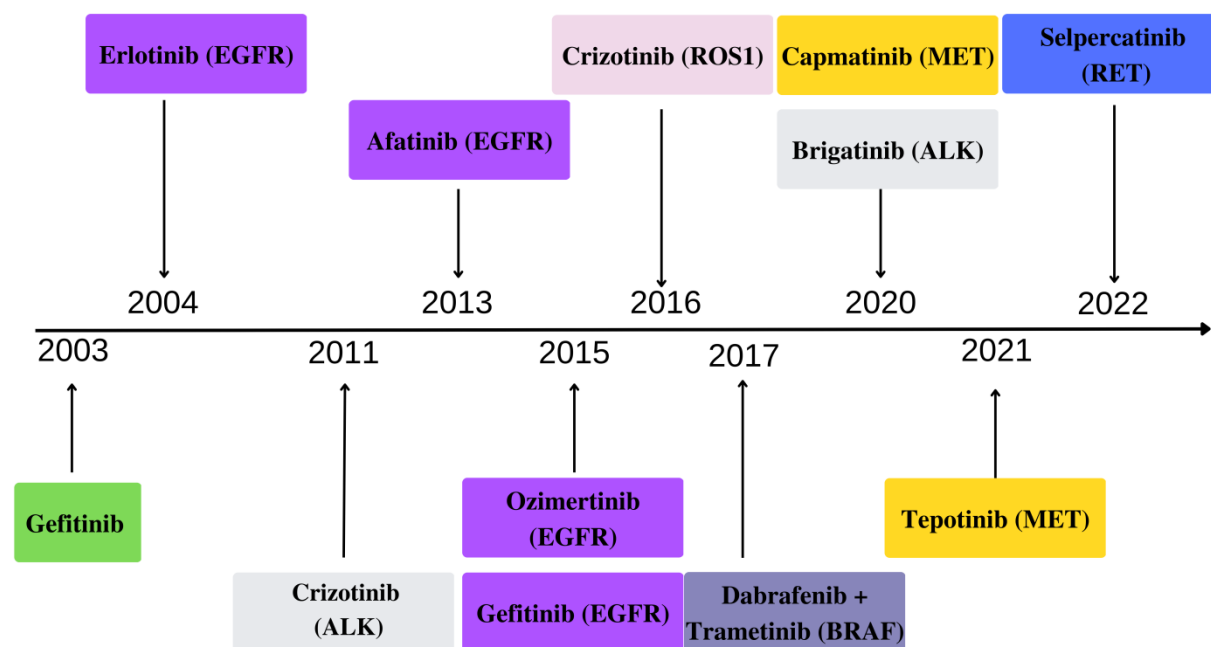 Erlotinib (EGFR)
Crizotinib (ROS1)
Capmatinib (MET)
Selpercatinib
(RET)
Afatinib (EGFR)
Brigatinib (ALK)
2004
2013
2016
2020
2022
2003
2011
2015
2017
2021
Gefitinib
Ozimertinib
(EGFR)
Tepotinib (MET)
Crizotinib
(ALK)
Gefitinib (EGFR)
Dabrafenib +
Trametinib (BRAF)